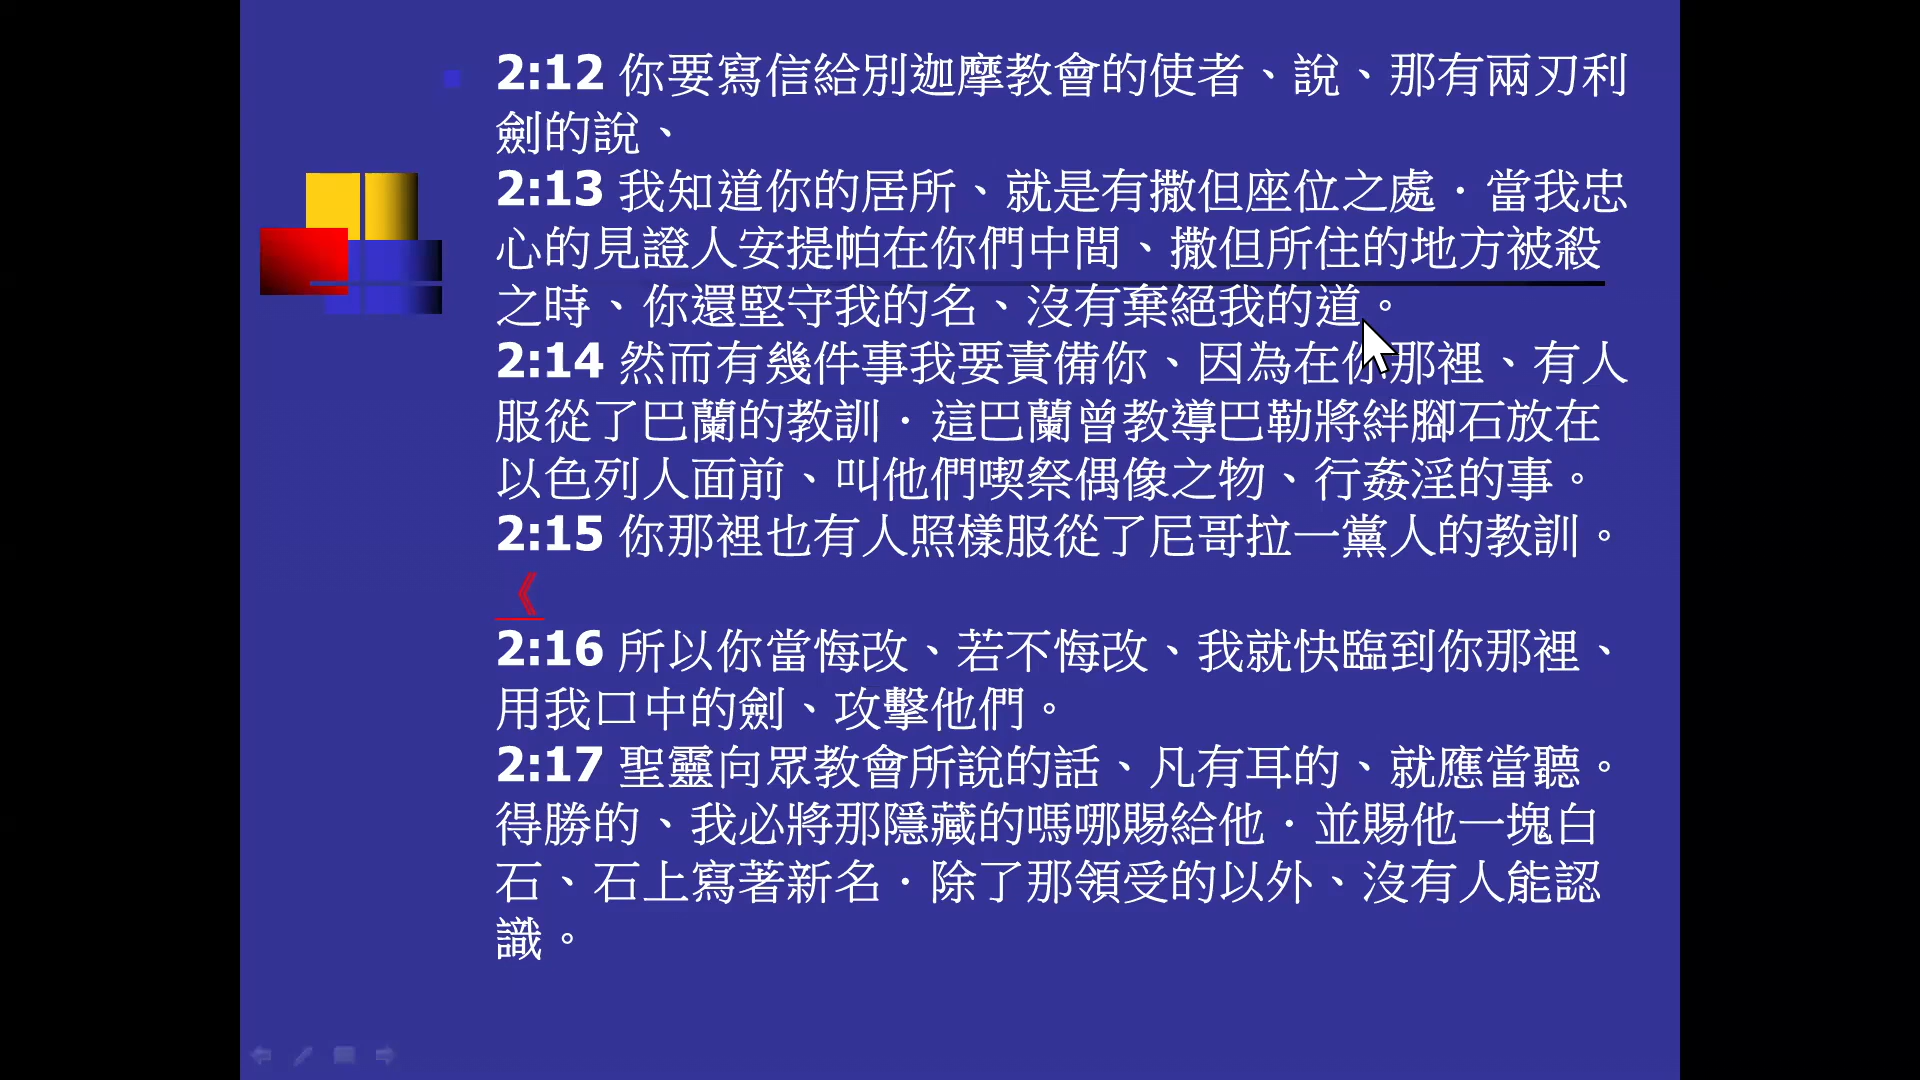 2:12 你要寫信給別迦摩教會的使者、說、那有兩刃利
劍的說、
2:13 我知道你的居所、就是有撒但座位之處．當我忠
心的見證人安提帕在你們中間、撒但所住的地方被殺
之時、你還堅守我的名、沒有棄絕我的道。
2:14 然而有幾件事我要責備你、因為在你那裡、有人
服從了巴蘭的教訓．這巴蘭曾教導巴勒將絆腳石放在
以色列人面前、叫他們喫祭偶像之物、行姦淫的事。
2:15 你那裡也有人照樣服從了尼哥拉一黨人的教訓。
《
2:16 所以你當悔改、若不悔改、我就快臨到你那裡、
用我口中的劍、攻擊他們。
2:17 聖靈向眾教會所說的話、凡有耳的、就應當聽。
得勝的、我必將那隱藏的嗎哪賜給他．並賜他一塊白
石、石上寫著新名．除了那領受的以外、沒有人能認
識。